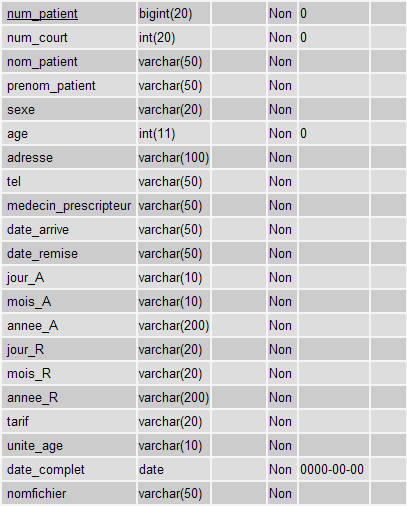 num_patient bigint(20) Non 0
num_court int(20) Non 0
nom_patient varchar(50) Non
prenom_patient varchar(50) Non
sexe varchar(20) Non
age int(11) Non 0
adresse varchar(100) Non
tel varchar(50) Non
medecin_prescripteur varchar(50) Non
date_arrive varchar(50) Non
date_remise varchar(50) Non
jour_A varchar(10) Non
mois_A varchar(10) Non
annee_A varchar(200) Non
jour_R varchar(20) Non
mois_R varchar(20) Non
annee_R varchar(200) Non
tarif varchar(20) Non
unite_age varchar(10) Non
date_complet date Non 0000-00-00
nomfichier varchar(50) Non